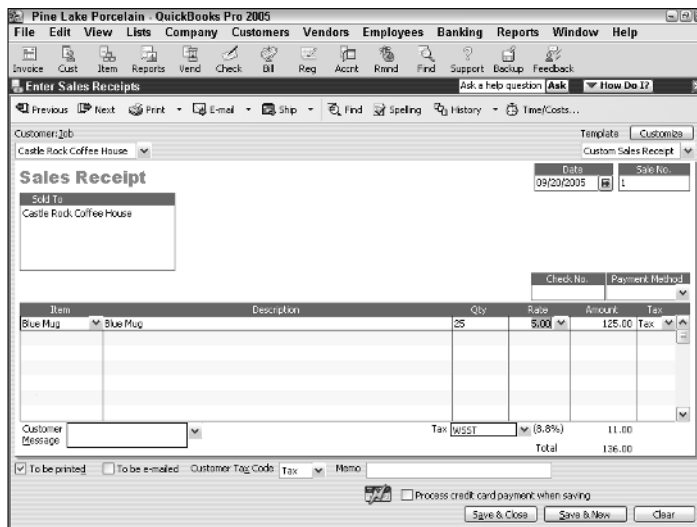 Pine Lake Porcelain - QuickBooks Pro 2005
File Edit View Lists Company Customers Vendors Employees Banking Reports Window Help
Invoice Cust Item Reports Vend Check Bill Reg Accnt Rmnd Find Support Backup Feedback
Enter Sales Receipts Ask a help question Ask How Do I?
Previous Next Print E-mail Ship Find Spelling History Time/Costs...
Customer:Job Template Customize
Castle Rock Coffee House Custom Sales Receipt
Sales Receipt
Date Sale No.
09/20/2005 1
Sold To
Castle Rock Coffee House
Check No. Payment Method
Item Description Qty Rate Amount Tax
Blue Mug Blue Mug 25 5.00 125.00 Tax
Customer Message Tax WSST (8.8%) 11.00
Total 136.00
To be printed To be e-mailed Customer Tax Code Tax Memo
Process credit card payment when saving
Save & Close Save & New Clear